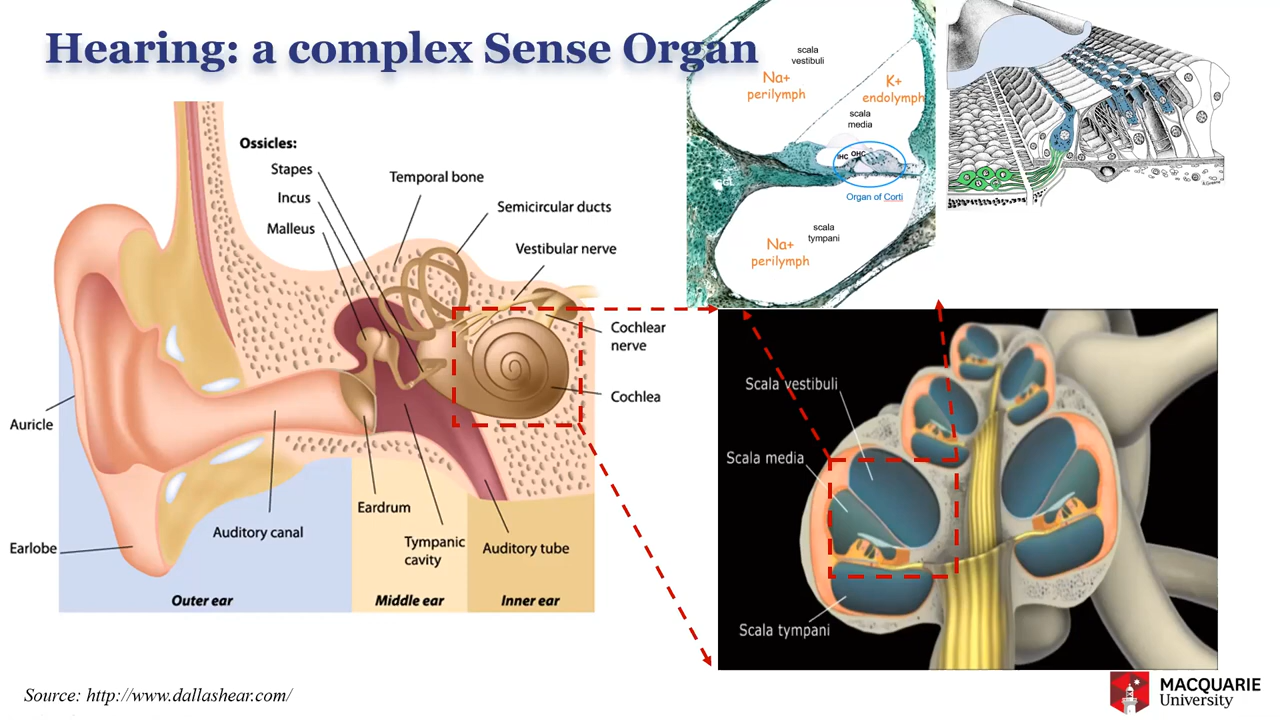 Hearing: a complex Sense Organ
Ossicles:
Stapes
Incus
Malleus
Temporal bone
Semicircular ducts
Vestibular nerve
Cochlear
nerve
Cochlea
Auricle
Earlobe
Auditory canal
Eardrum
Tympanic
cavity
Auditory tube
Outer ear
Middle ear
Inner ear
scala
vestibuli
Na+
perilymph
K+
endolymph
scala
media
IHC
OHC
Organ of Corti
scala
tympani
Na+
perilymph
Scala vestibuli
Scala media
Scala tympani
Source: http://www.dallashear.com/
MACQUARIE
University